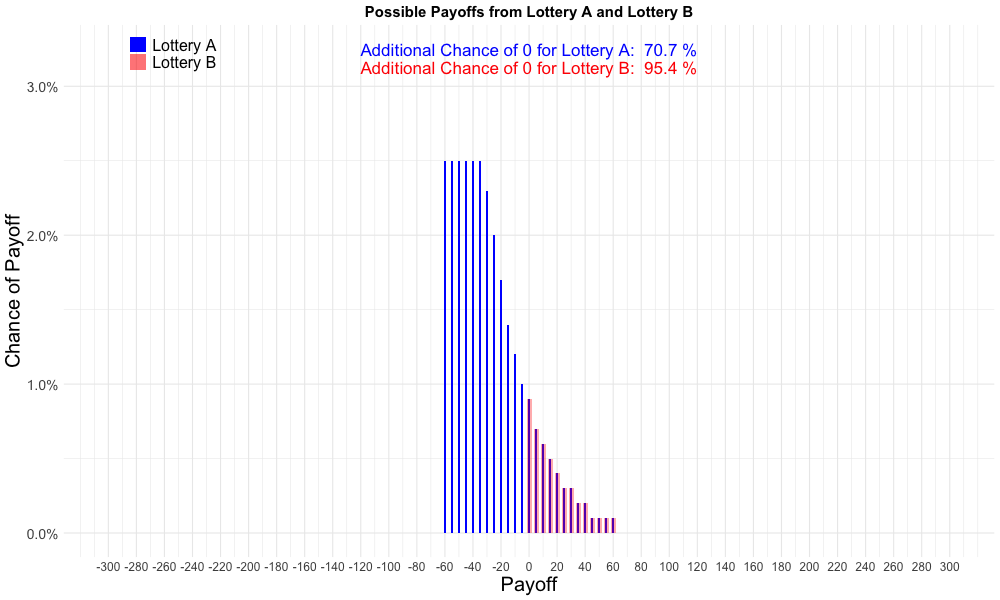 Possible Payoffs from Lottery A and Lottery B
Lottery A
Lottery B
Additional Chance of 0 for Lottery A: 70.7 %
Additional Chance of 0 for Lottery B: 95.4 %
3.0%
2.0%
1.0%
0.0%
Chance of Payoff
-300 -280 -260 -240 -220 -200 -180 -160 -140 -120 -100 -80 -60 -40 -20 0 20 40 60 80 100 120 140 160 180 200 220 240 260 280 300
Payoff